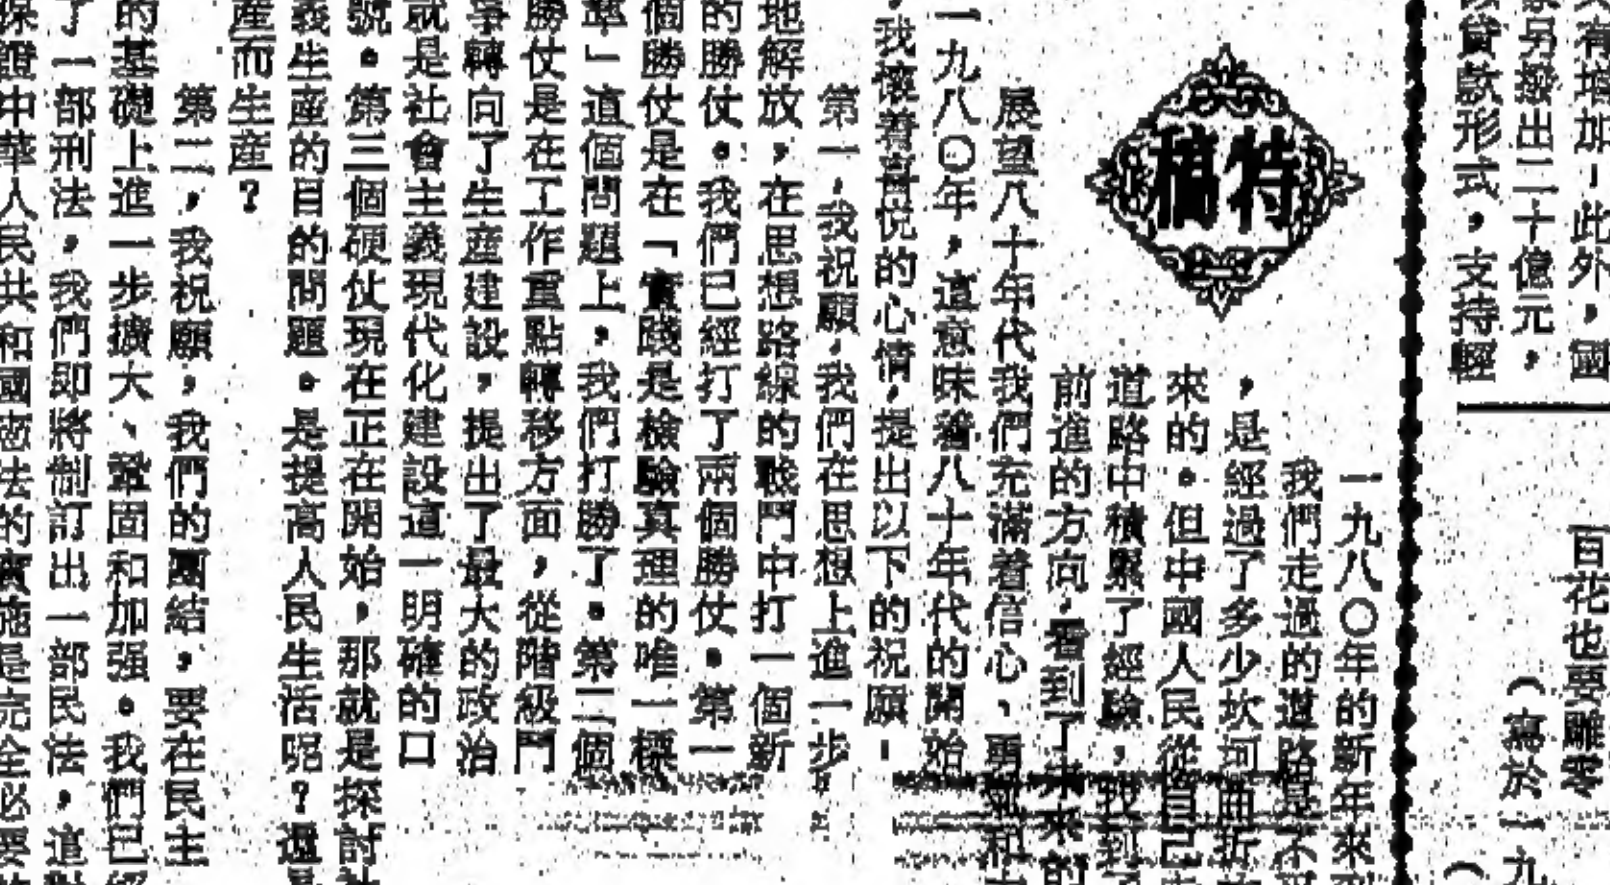 有增加！此外，國
另撥出二十億元，
貸款形式，支持輕
百花也要雕零
（寫於一九
特稿
一九八〇年的新年來
我們走過的道路是不
，是經過了多少坎坷曲折
來的。但中國人民從自己
道路中積累了經驗，我
前進的方向，看到了未來的
展望八十年代我們充滿着信心、勇氣和
一九八〇年，這意味着八十年代的開始
，我懷着喜悅的心情，提出以下的祝願：
第一，我祝願，我們在思想上進一步
地解放，在思想路線的戰鬥中打一個新
的勝仗。我們已經打了兩個勝仗。第一
個勝仗是在「實踐是檢驗真理的唯一標
準」這個問題上，我們打勝了。第二個
勝仗是在工作重點轉移方面，從階級鬥
爭轉向了生產建設，提出了最大的政治
就是社會主義現代化建設這一明確的口
號。第三個硬仗現在正在開始，那就是探討
義生產的目的問題。是提高人民生活呢？還
產而生產？
第二，我祝願，我們的團結，要在民主
的基礎上進一步擴大、鞏固和加强。我們已
了一部刑法，我們即將制訂出一部民法，這
保證中華人民共和國憲法的實施是完全必要